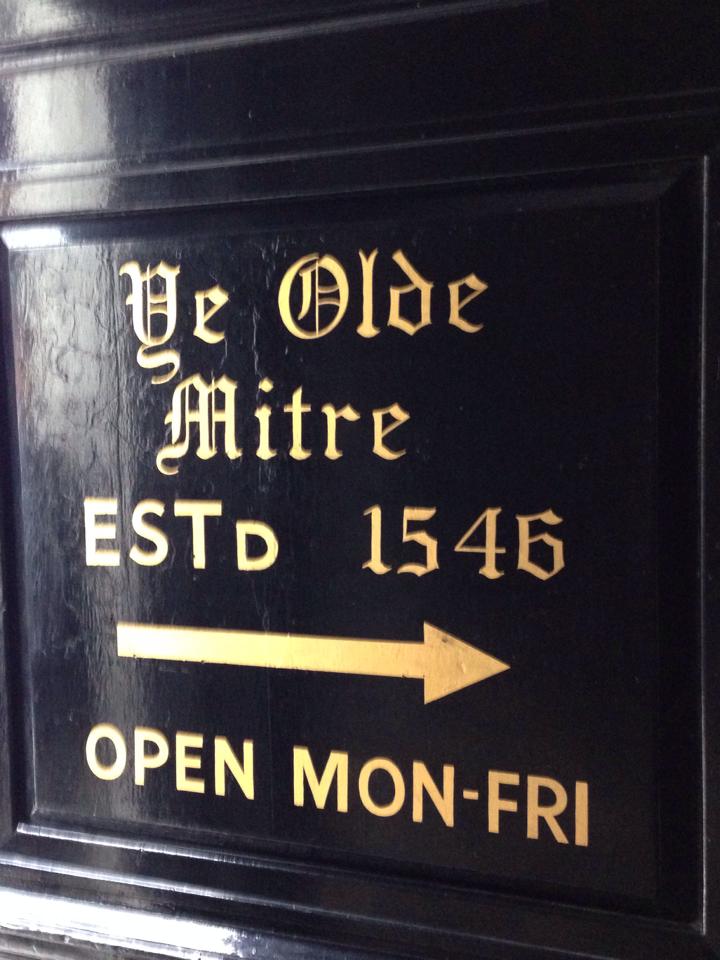 Ye Olde
Mitre
ESTD 1546
OPEN MON-FRI